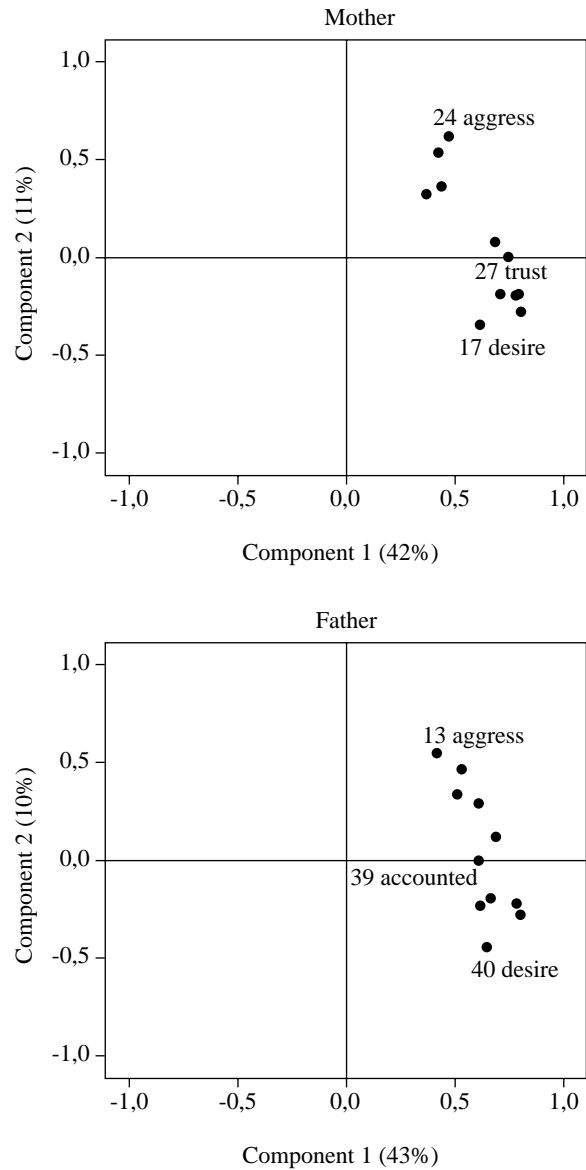 Mother
1,0
24 aggress
0,5
0,0
27 trust
17 desire
-0,5
-1,0
-1,0 -0,5 0,0 0,5 1,0
Component 2 (11%)
Component 1 (42%)
Father
1,0
13 aggress
0,5
0,0
39 accounted
-0,5
40 desire
-1,0
-1,0 -0,5 0,0 0,5 1,0
Component 2 (10%)
Component 1 (43%)